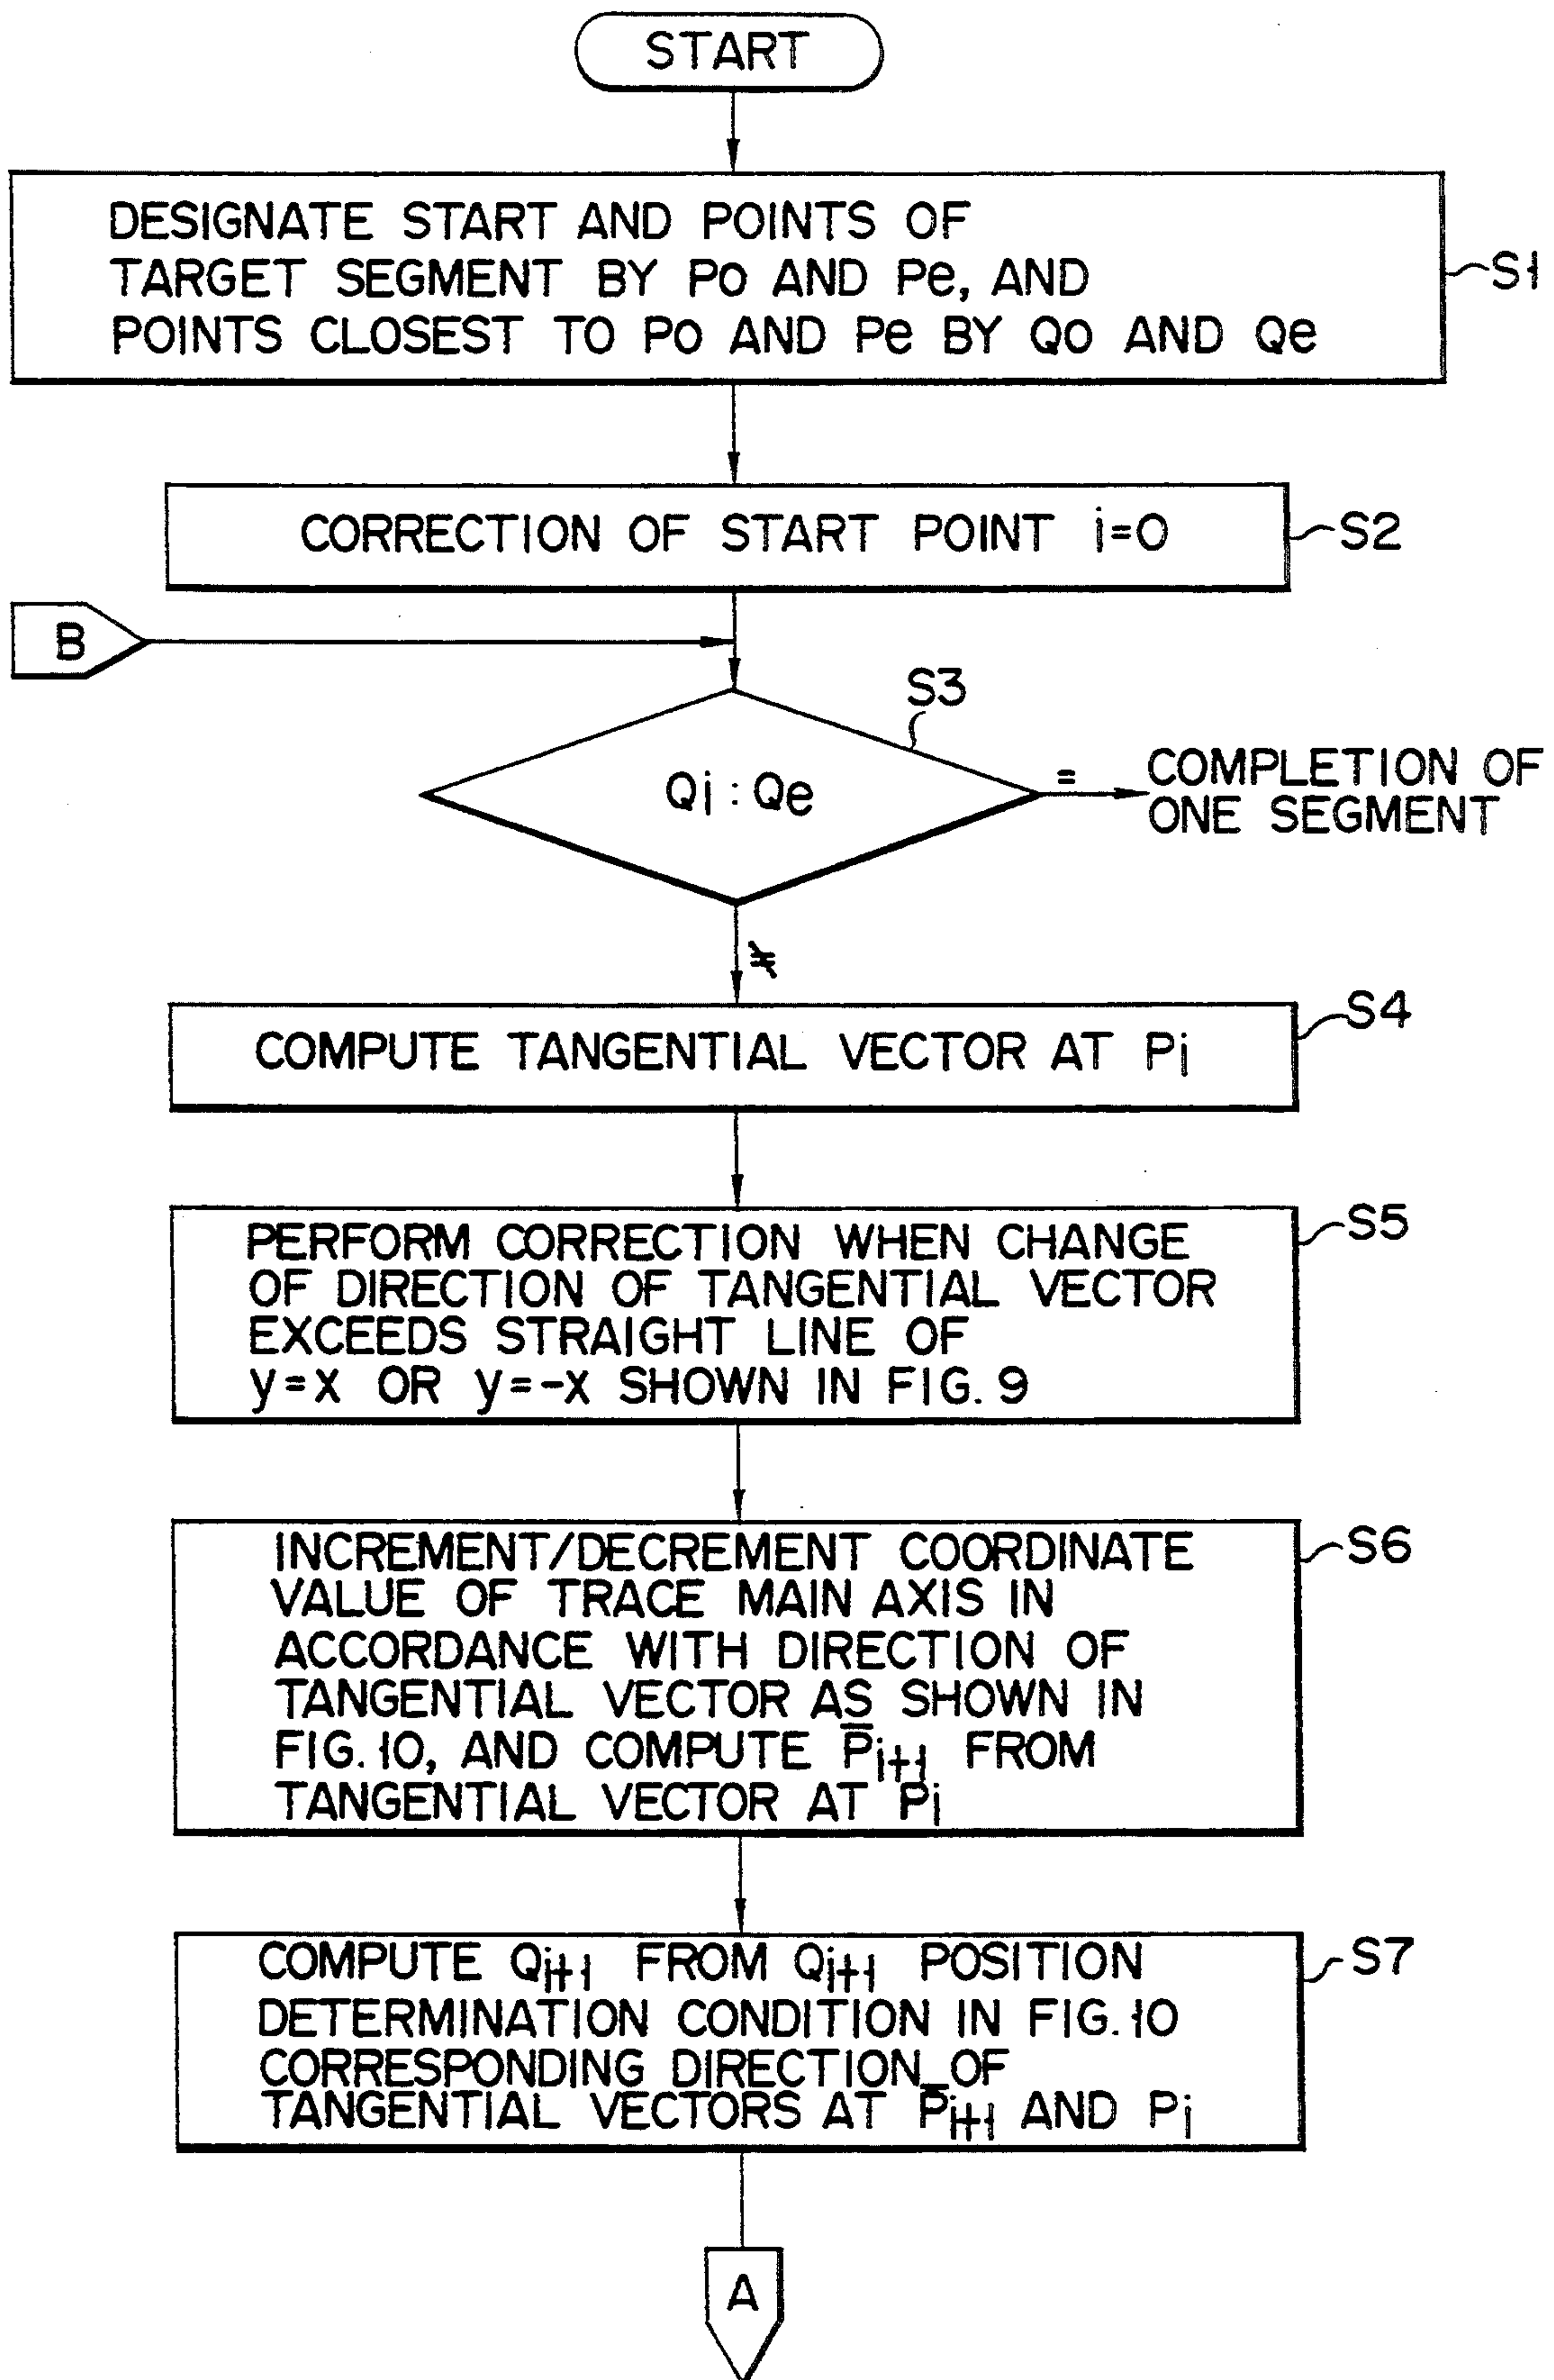 START
DESIGNATE START AND POINTS OF
TARGET SEGMENT BY Po AND Pe, AND
POINTS CLOSEST TO Po AND Pe BY Qo AND Qe
S1
CORRECTION OF START POINT i=0
S2
B
S3
Qi : Qe
=
COMPLETION OF
ONE SEGMENT
≠
S4
COMPUTE TANGENTIAL VECTOR AT Pi
S5
PERFORM CORRECTION WHEN CHANGE
OF DIRECTION OF TANGENTIAL VECTOR
EXCEEDS STRAIGHT LINE OF
y=x OR y=-x SHOWN IN FIG. 9
S6
INCREMENT/DECREMENT COORDINATE
VALUE OF TRACE MAIN AXIS IN
ACCORDANCE WITH DIRECTION OF
TANGENTIAL VECTOR AS SHOWN IN
FIG. 10, AND COMPUTE P̅i+1 FROM
TANGENTIAL VECTOR AT Pi
S7
COMPUTE Qi+1 FROM Qi+1 POSITION
DETERMINATION CONDITION IN FIG. 10
CORRESPONDING DIRECTION OF
TANGENTIAL VECTORS AT P̅i+1 AND Pi
A